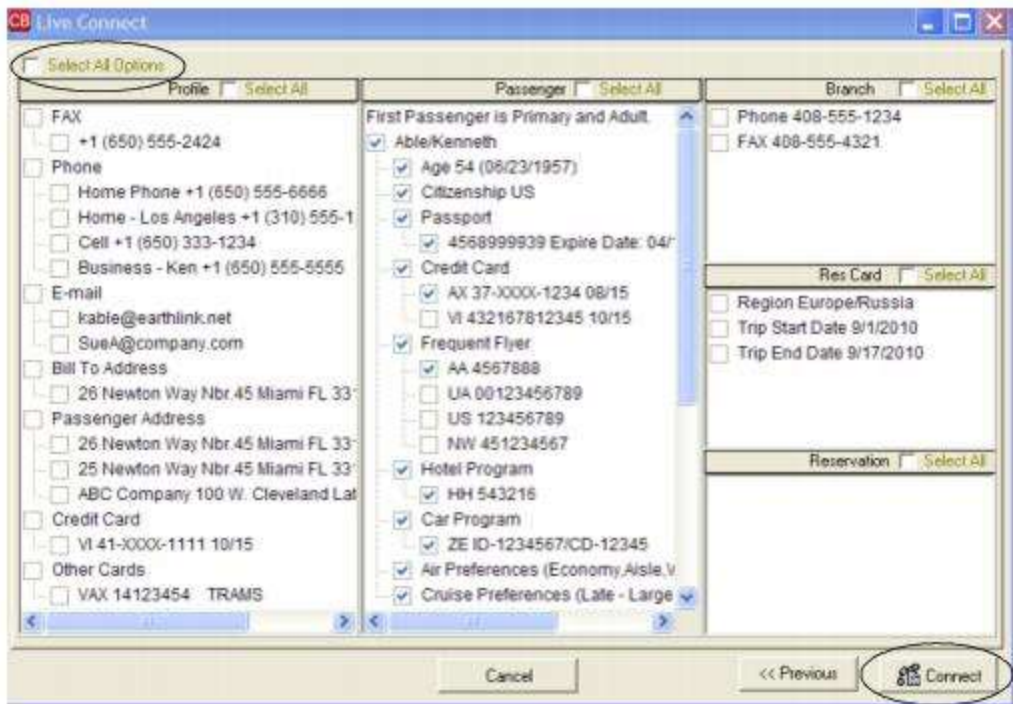 CB Live Connect
Select All Options
Profile Select All
FAX
+1 (650) 555-2424
Phone
Home Phone +1 (650) 555-6666
Home - Los Angeles +1 (310) 555-1
Cell +1 (650) 333-1234
Business - Ken +1 (650) 555-5555
E-mail
kable@earthlink.net
SueA@company.com
Bill To Address
26 Newton Way Nbr.45 Miami FL 33
Passenger Address
26 Newton Way Nbr.45 Miami FL 33
25 Newton Way Nbr.45 Miami FL 33
ABC Company 100 W. Cleveland Lat
Credit Card
VI 41-XXXX-1111 10/15
Other Cards
VAX 14123454 TRAMS
Passenger Select All
First Passenger is Primary and Adult.
Able/Kenneth
Age 54 (06/23/1957)
Citizenship US
Passport
4568999939 Expire Date: 04/
Credit Card
AX 37-XXXX-1234 08/15
VI 432167812345 10/15
Frequent Flyer
AA 4567888
UA 00123456789
US 123456789
NW 451234567
Hotel Program
HH 543216
Car Program
ZE ID-1234567/CD-12345
Air Preferences (Economy,Aisle,V
Cruise Preferences (Late - Large
Branch Select All
Phone 408-555-1234
FAX 408-555-4321
Res Card Select All
Region Europe/Russia
Trip Start Date 9/1/2010
Trip End Date 9/17/2010
Reservation Select All
Cancel
<< Previous
Connect